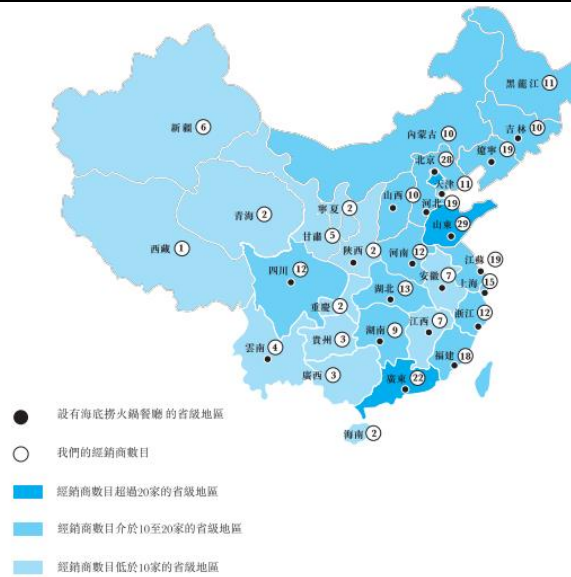 黑龍江 11
吉林 10
內蒙古 10
遼寧 19
新疆 6
北京 28
天津 11
山西 10
河北 19
寧夏 2
青海 2
山東 29
甘肅 5
西藏 1
陝西 2
河南 12
江蘇 19
四川 12
安徽 7
上海 15
湖北 13
重慶 2
浙江 12
江西 7
湖南 9
貴州 3
雲南 4
福建 18
廣西 3
廣東 22
海南 2
設有海底撈火鍋餐廳的省級地區
我們的經銷商數目
經銷商數目超過20家的省級地區
經銷商數目介於10至20家的省級地區
經銷商數目低於10家的省級地區